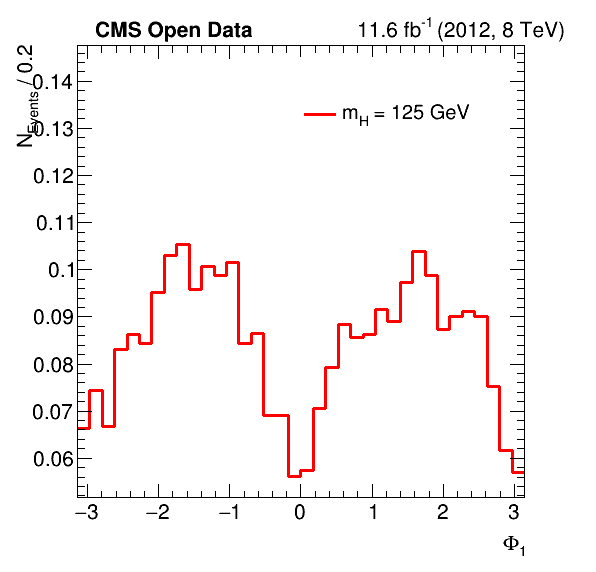 CMS Open Data
11.6 fb⁻¹ (2012, 8 TeV)
N_Events / 0.2
m_H = 125 GeV
0.14
0.13
0.12
0.11
0.1
0.09
0.08
0.07
0.06
−3 −2 −1 0 1 2 3
Φ₁